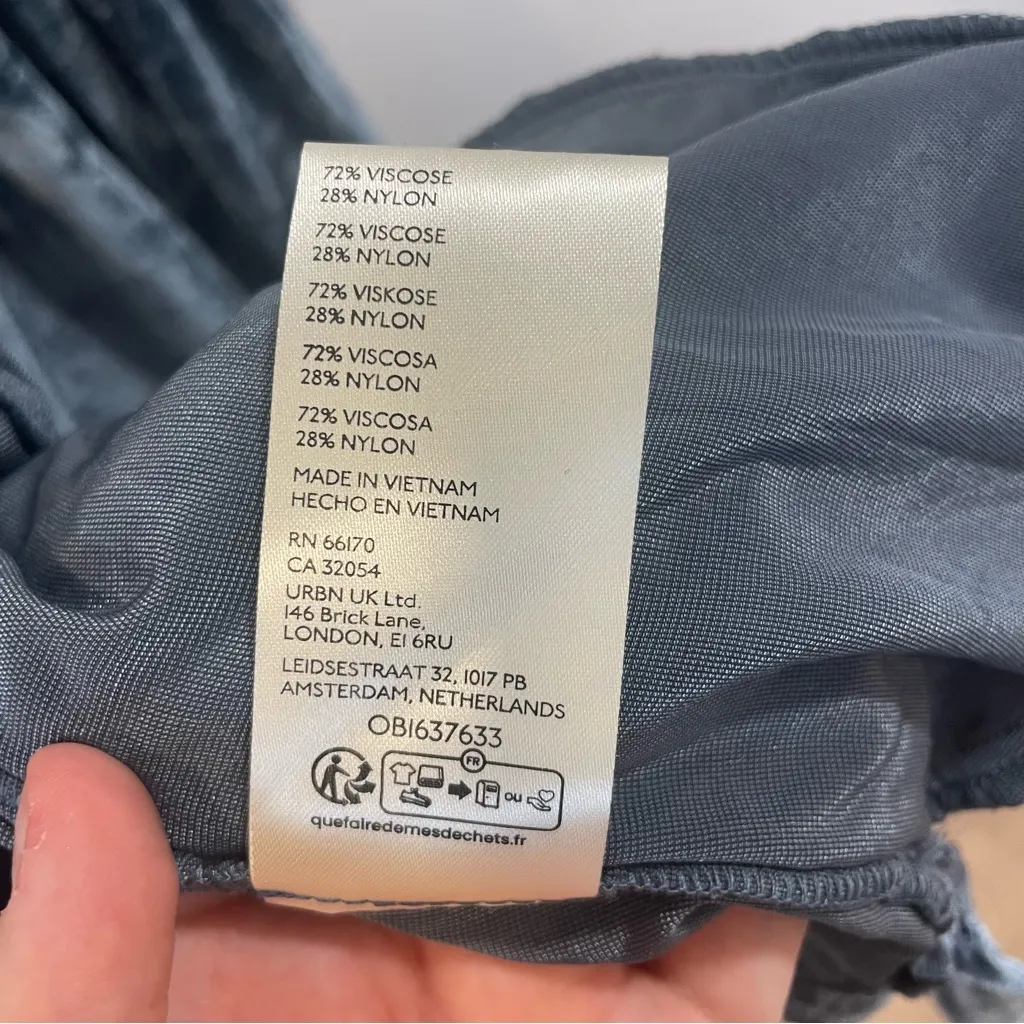 72% VISCOSE
28% NYLON
72% VISCOSE
28% NYLON
72% VISKOSE
28% NYLON
72% VISCOSA
28% NYLON
72% VISCOSA
28% NYLON
MADE IN VIETNAM
HECHO EN VIETNAM
RN 66170
CA 32054
URBN UK Ltd.
146 Brick Lane,
LONDON, E1 6RU
LEIDSESTRAAT 32, 1017 PB
AMSTERDAM, NETHERLANDS
OB1637633
FR
OU
quefairedemesdechets.fr